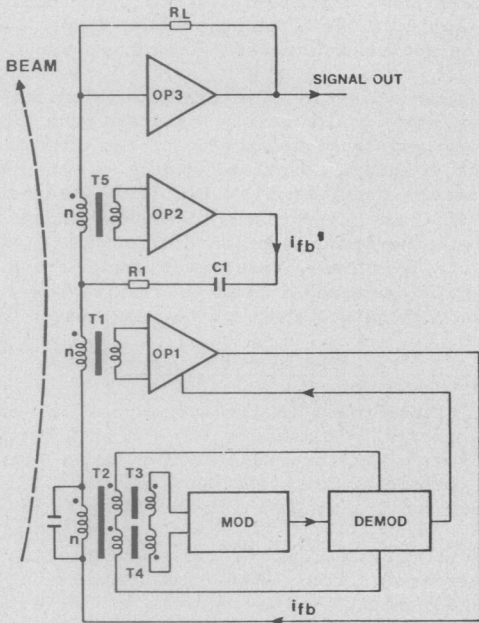 RL
BEAM
OP3
SIGNAL OUT
T5
n
OP2
ifb'
R1
C1
T1
n
OP1
T2
T3
n
MOD
DEMOD
T4
ifb